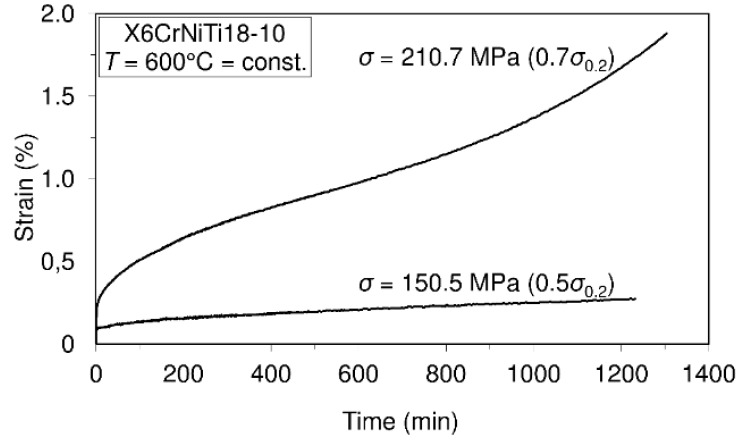 2.0
X6CrNiTi18-10
T = 600°C = const.
σ = 210.7 MPa (0.7σ0.2)
1.5
Strain (%)
1.0
0,5
σ = 150.5 MPa (0.5σ0.2)
0
0 200 400 600 800 1000 1200 1400
Time (min)